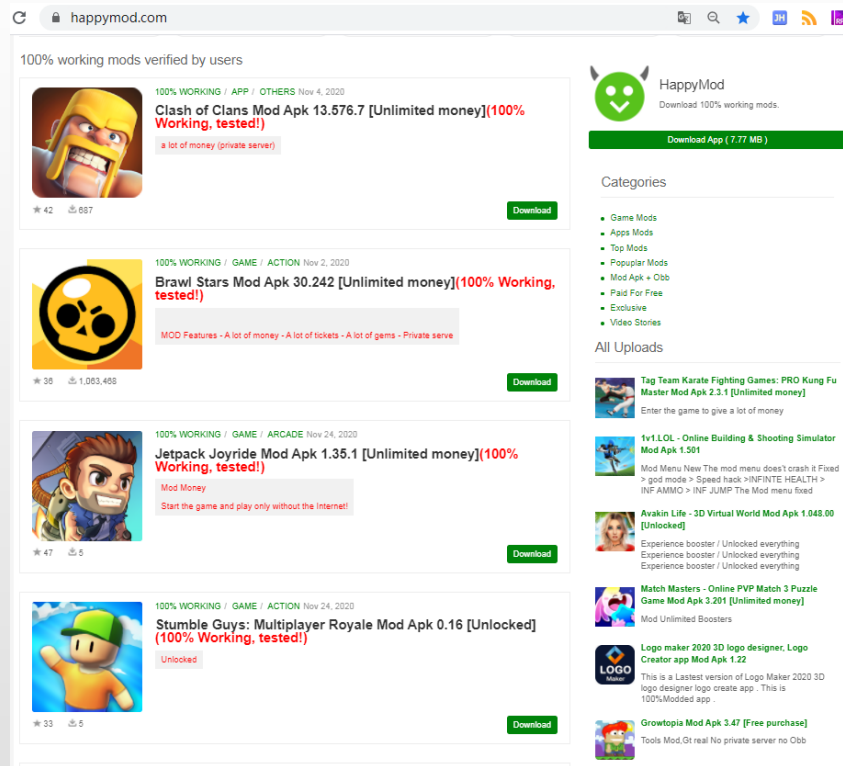 happymod.com
JH
100% working mods verified by users
100% WORKING / APP / OTHERS Nov 4, 2020
Clash of Clans Mod Apk 13.576.7 [Unlimited money](100%
Working, tested!)
a lot of money (private server)
42 687
Download
100% WORKING / GAME / ACTION Nov 2, 2020
Brawl Stars Mod Apk 30.242 [Unlimited money](100% Working,
tested!)
MOD Features - A lot of money - A lot of tickets - A lot of gems - Private serve
36 1,063,468
Download
100% WORKING / GAME / ARCADE Nov 24, 2020
Jetpack Joyride Mod Apk 1.35.1 [Unlimited money](100%
Working, tested!)
Mod Money
Start the game and play only without the Internet!
47 5
Download
100% WORKING / GAME / ACTION Nov 24, 2020
Stumble Guys: Multiplayer Royale Mod Apk 0.16 [Unlocked]
(100% Working, tested!)
Unlocked
33 5
Download
HappyMod
Download 100% working mods.
Download App ( 7.77 MB )
Categories
Game Mods
Apps Mods
Top Mods
Popuplar Mods
Mod Apk + Obb
Paid For Free
Exclusive
Video Stories
All Uploads
Tag Team Karate Fighting Games: PRO Kung Fu
Master Mod Apk 2.3.1 [Unlimited money]
Enter the game to give a lot of money
1v1.LOL - Online Building & Shooting Simulator
Mod Apk 1.501
Mod Menu New The mod menu does't crash it Fixed
> god mode > Speed hack >INFINTE HEALTH >
INF AMMO > INF JUMP The Mod menu fixed
Avakin Life - 3D Virtual World Mod Apk 1.048.00
[Unlocked]
Experience booster / Unlocked everything
Experience booster / Unlocked everything
Experience booster / Unlocked everything
Match Masters - Online PVP Match 3 Puzzle
Game Mod Apk 3.201 [Unlimited money]
Mod Unlimited Boosters
LOGO
Maker
Logo maker 2020 3D logo designer, Logo
Creator app Mod Apk 1.22
This is a Lastest version of Logo Maker 2020 3D
logo designer logo create app . This is
100%Modded app .
Growtopia Mod Apk 3.47 [Free purchase]
Tools Mod,Gt real No private server no Obb